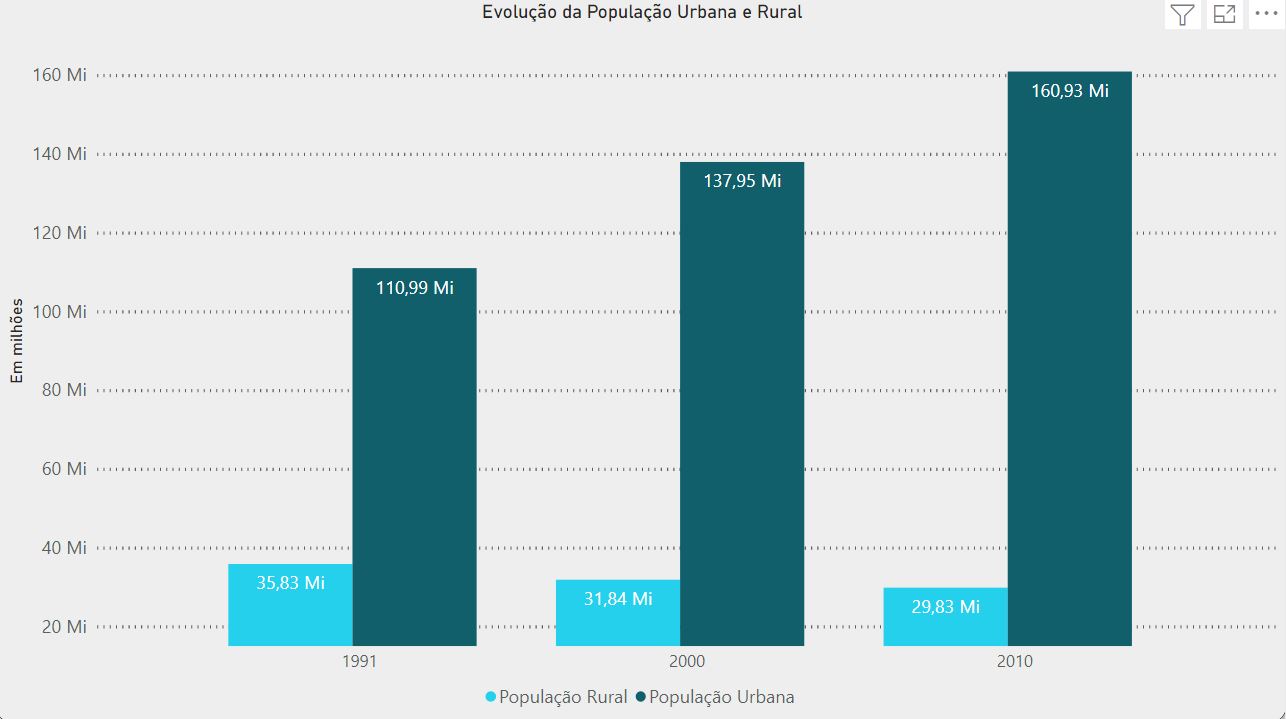 Evolução da População Urbana e Rural
Em milhões
160 Mi
140 Mi
120 Mi
100 Mi
80 Mi
60 Mi
40 Mi
20 Mi
35,83 Mi
110,99 Mi
31,84 Mi
137,95 Mi
29,83 Mi
160,93 Mi
1991
2000
2010
População Rural
População Urbana